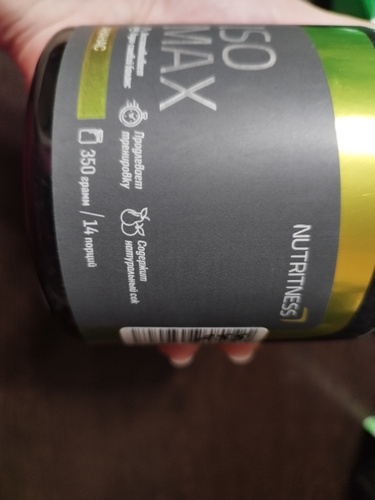 NUTRITNESS
ISO
MAX
Продлевает
тренировку
Содержит
натуральный сок
350 грамм / 14 порций